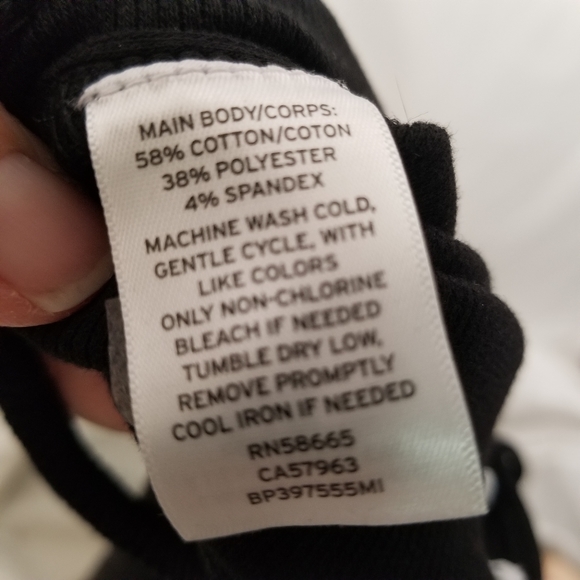 MAIN BODY/CORPS:
58% COTTON/COTON
38% POLYESTER
4% SPANDEX
MACHINE WASH COLD,
GENTLE CYCLE, WITH
LIKE COLORS
ONLY NON-CHLORINE
BLEACH IF NEEDED
TUMBLE DRY LOW,
REMOVE PROMPTLY
COOL IRON IF NEEDED
RN58665
CA57963
BP397555MI